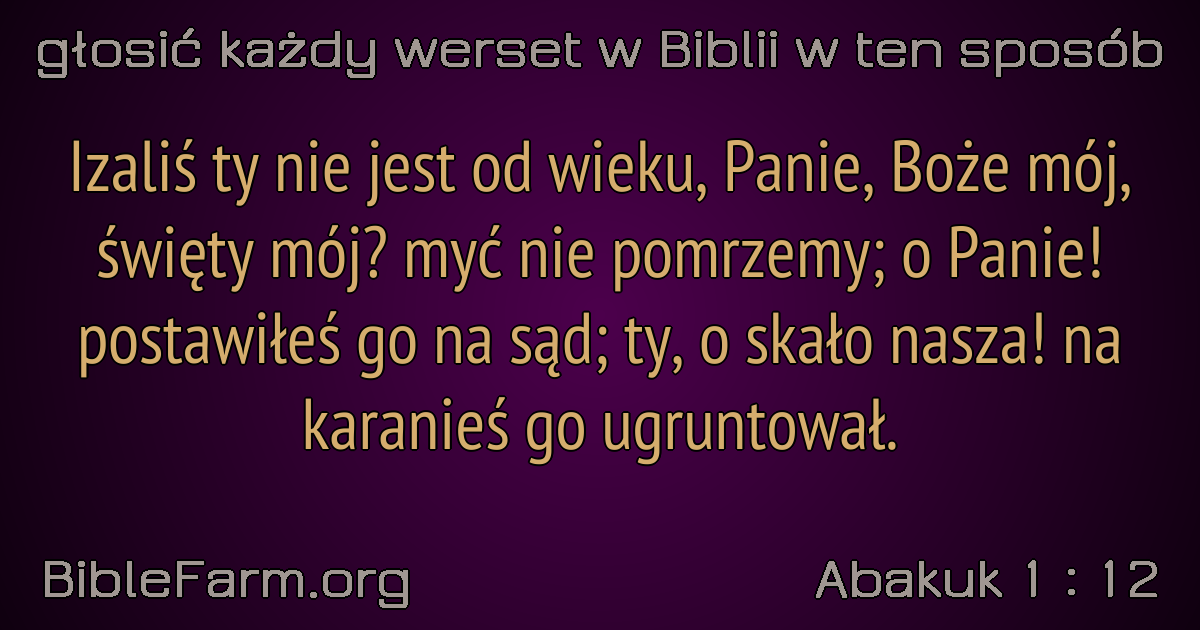 głosić każdy werset w Biblii w ten sposób
Izaliś ty nie jest od wieku, Panie, Boże mój,
święty mój? myć nie pomrzemy; o Panie!
postawiłeś go na sąd; ty, o skało nasza! na
karanieś go ugruntował.
BibleFarm.org
Abakuk 1 : 12